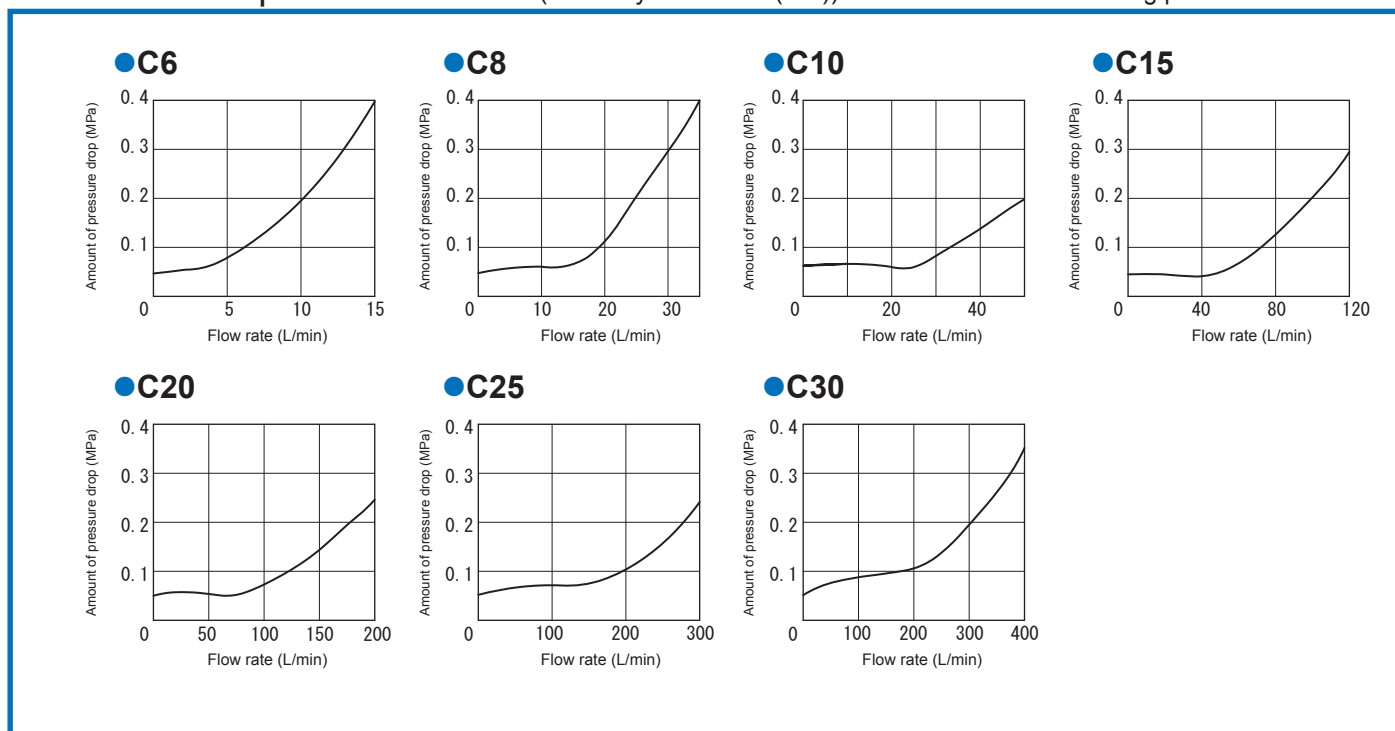 ●C6
●C8
●C10
●C15
Amount of pressure drop (MPa)
0.4
0.3
0.2
0.1
0 5 10 15
Flow rate (L/min)
Amount of pressure drop (MPa)
0.4
0.3
0.2
0.1
0 10 20 30
Flow rate (L/min)
Amount of pressure drop (MPa)
0.4
0.3
0.2
0.1
0 20 40
Flow rate (L/min)
Amount of pressure drop (MPa)
0.4
0.3
0.2
0.1
0 40 80 120
Flow rate (L/min)
●C20
●C25
●C30
Amount of pressure drop (MPa)
0.4
0.3
0.2
0.1
0 50 100 150 200
Flow rate (L/min)
Amount of pressure drop (MPa)
0.4
0.3
0.2
0.1
0 100 200 300
Flow rate (L/min)
Amount of pressure drop (MPa)
0.4
0.3
0.2
0.1
0 100 200 300 400
Flow rate (L/min)